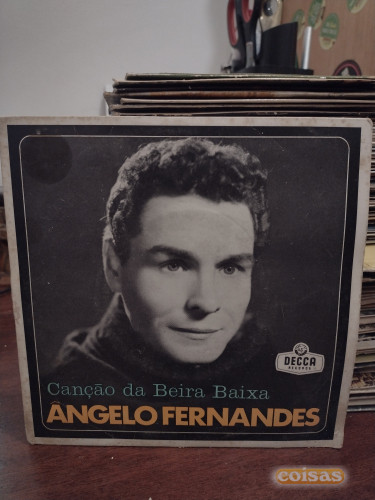 Canção da Beira Baixa
DECCA
RECORDS
ÂNGELO FERNANDES
coisas